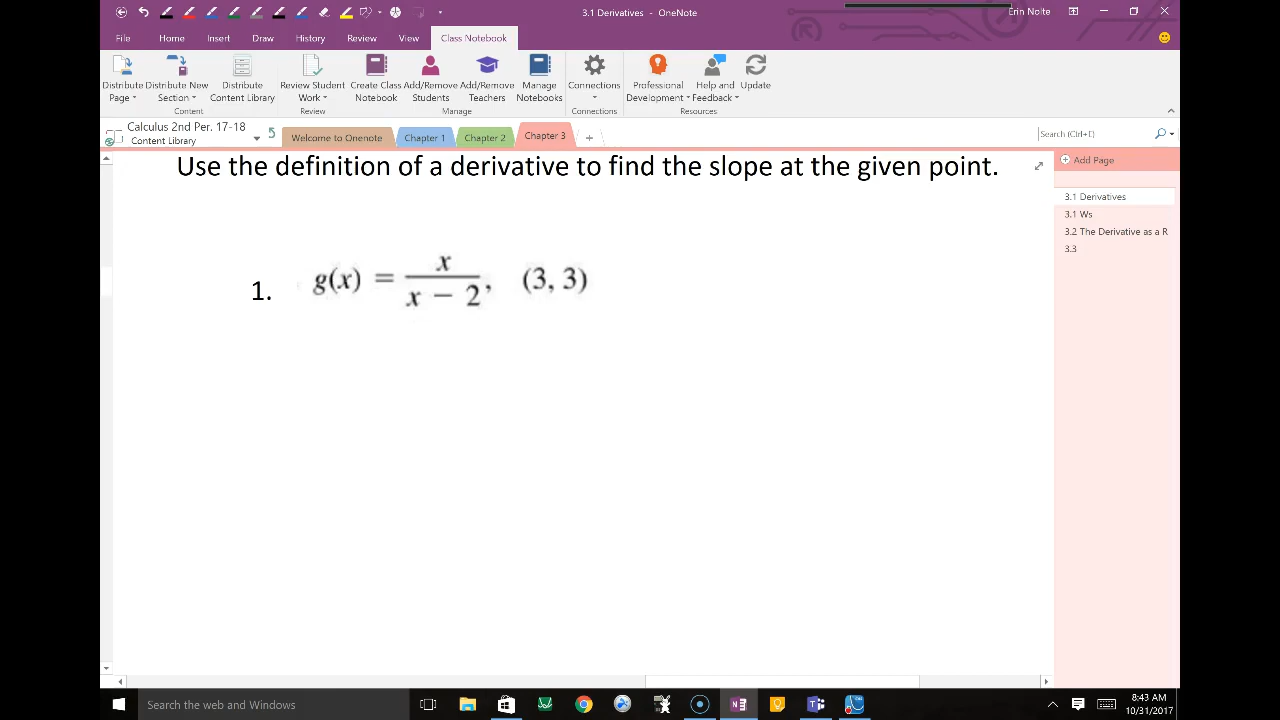 3.1 Derivatives - OneNote
Erin Nolte
File Home Insert Draw History Review View Class Notebook
Distribute Page
Distribute New Section
Distribute Content Library
Review Student Work
Create Class Notebook
Add/Remove Students
Add/Remove Teachers
Manage Notebooks
Connections
Professional Development
Help and Feedback
Update
Content Review Manage Connections Resources
Calculus 2nd Per. 17-18
Content Library
Welcome to Onenote Chapter 1 Chapter 2 Chapter 3 +
Search (Ctrl+E)
Add Page
3.1 Derivatives
3.1 Ws
3.2 The Derivative as a R
3.3
Use the definition of a derivative to find the slope at the given point.
1. g(x) = x / (x − 2), (3, 3)
Search the web and Windows
8:43 AM
10/31/2017